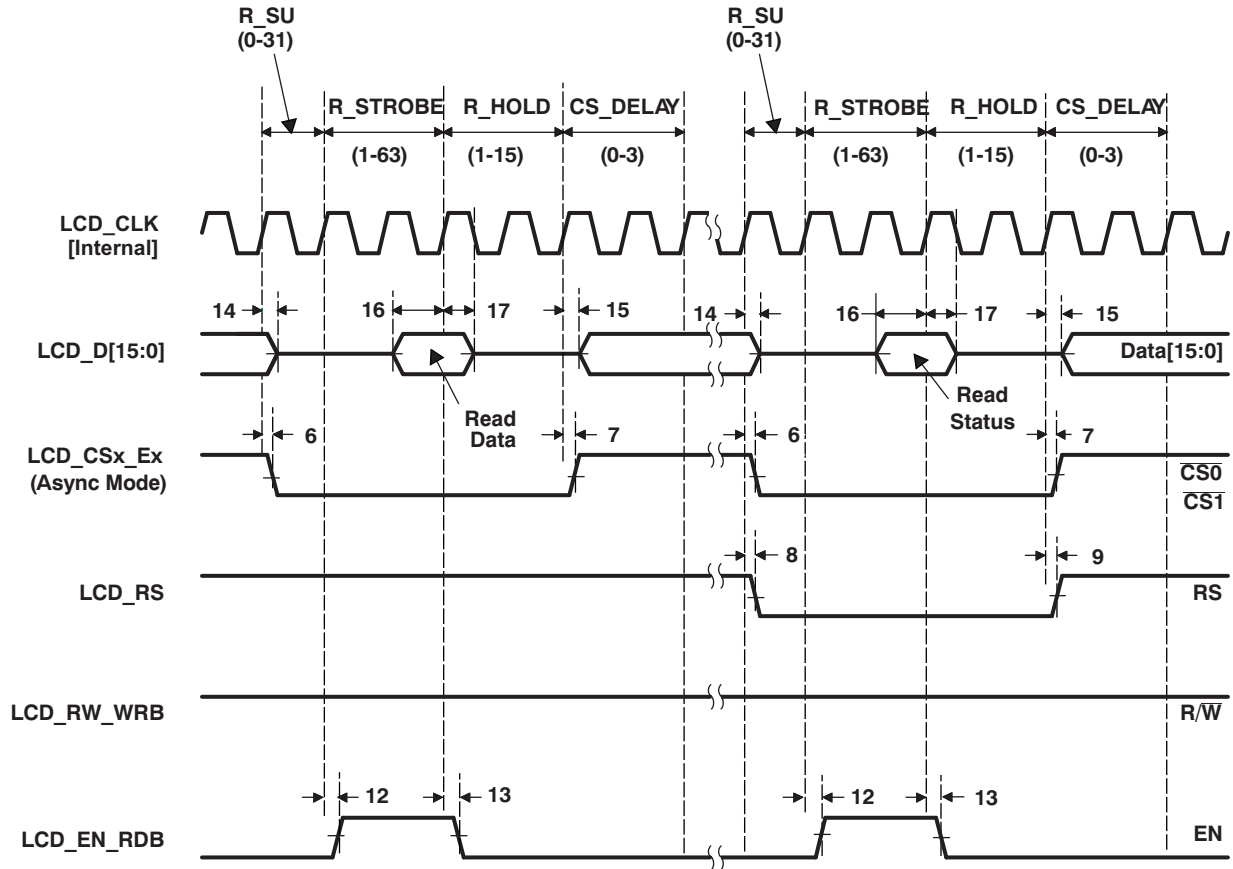 R_SU
(0-31)
R_SU
(0-31)
R_STROBE
R_HOLD
CS_DELAY
R_STROBE
R_HOLD
CS_DELAY
(1-63)
(1-15)
(0-3)
(1-63)
(1-15)
(0-3)
LCD_CLK
[Internal]
14
16
17
15
14
16
17
15
LCD_D[15:0]
Data[15:0]
Read
Data
Read
Status
6
7
6
7
LCD_CSx_Ex
(Async Mode)
CS0
CS1
8
9
LCD_RS
RS
LCD_RW_WRB
R/W
12
13
12
13
LCD_EN_RDB
EN